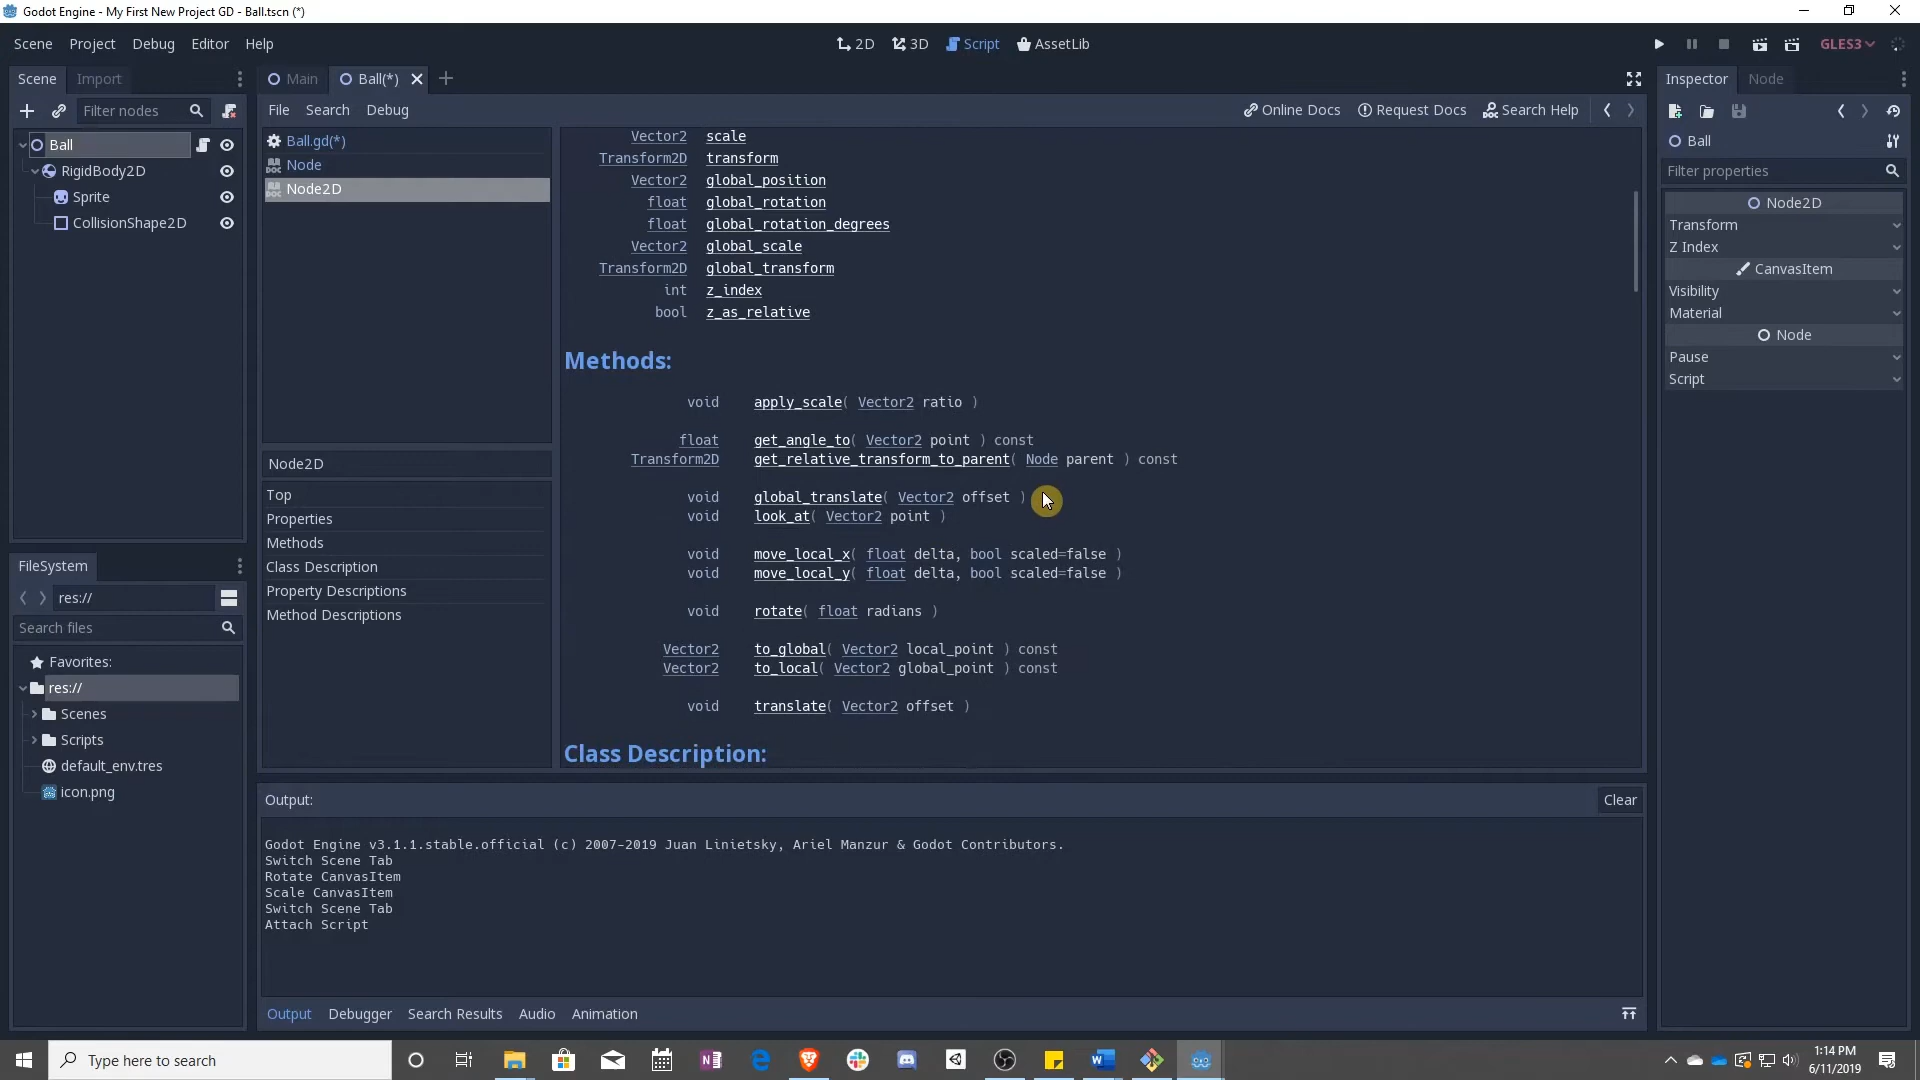 Godot Engine - My First New Project GD - Ball.tscn (*)
Scene Project Debug Editor Help
2D 3D Script AssetLib
GLES3
Scene Import
Filter nodes
Ball
RigidBody2D
Sprite
CollisionShape2D
FileSystem
res://
Search files
Favorites:
res://
Scenes
Scripts
default_env.tres
icon.png
Main Ball(*)
File Search Debug
Online Docs Request Docs Search Help
Ball.gd(*)
Node
Node2D
Node2D
Top
Properties
Methods
Class Description
Property Descriptions
Method Descriptions
Vector2 scale
Transform2D transform
Vector2 global_position
float global_rotation
float global_rotation_degrees
Vector2 global_scale
Transform2D global_transform
int z_index
bool z_as_relative
Methods:
void apply_scale( Vector2 ratio )
float get_angle_to( Vector2 point ) const
Transform2D get_relative_transform_to_parent( Node parent ) const
void global_translate( Vector2 offset )
void look_at( Vector2 point )
void move_local_x( float delta, bool scaled=false )
void move_local_y( float delta, bool scaled=false )
void rotate( float radians )
Vector2 to_global( Vector2 local_point ) const
Vector2 to_local( Vector2 global_point ) const
void translate( Vector2 offset )
Class Description:
Output:
Clear
Godot Engine v3.1.1.stable.official (c) 2007-2019 Juan Linietsky, Ariel Manzur & Godot Contributors.
Switch Scene Tab
Rotate CanvasItem
Scale CanvasItem
Switch Scene Tab
Attach Script
Output Debugger Search Results Audio Animation
Inspector Node
Ball
Filter properties
Node2D
Transform
Z Index
CanvasItem
Visibility
Material
Node
Pause
Script
Type here to search
1:14 PM
6/11/2019